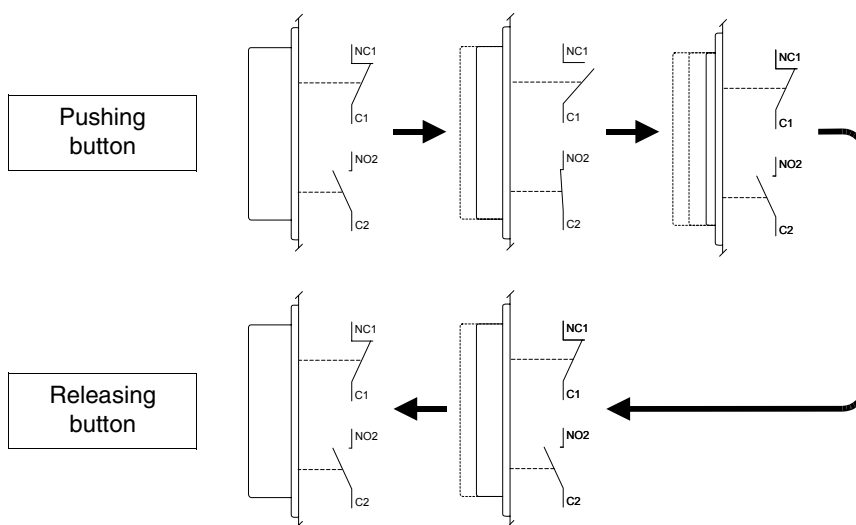 Pushing
button
NC1
C1
NO2
C2
NC1
C1
NO2
C2
NC1
C1
NO2
C2
Releasing
button
NC1
C1
NO2
C2
NC1
C1
NO2
C2